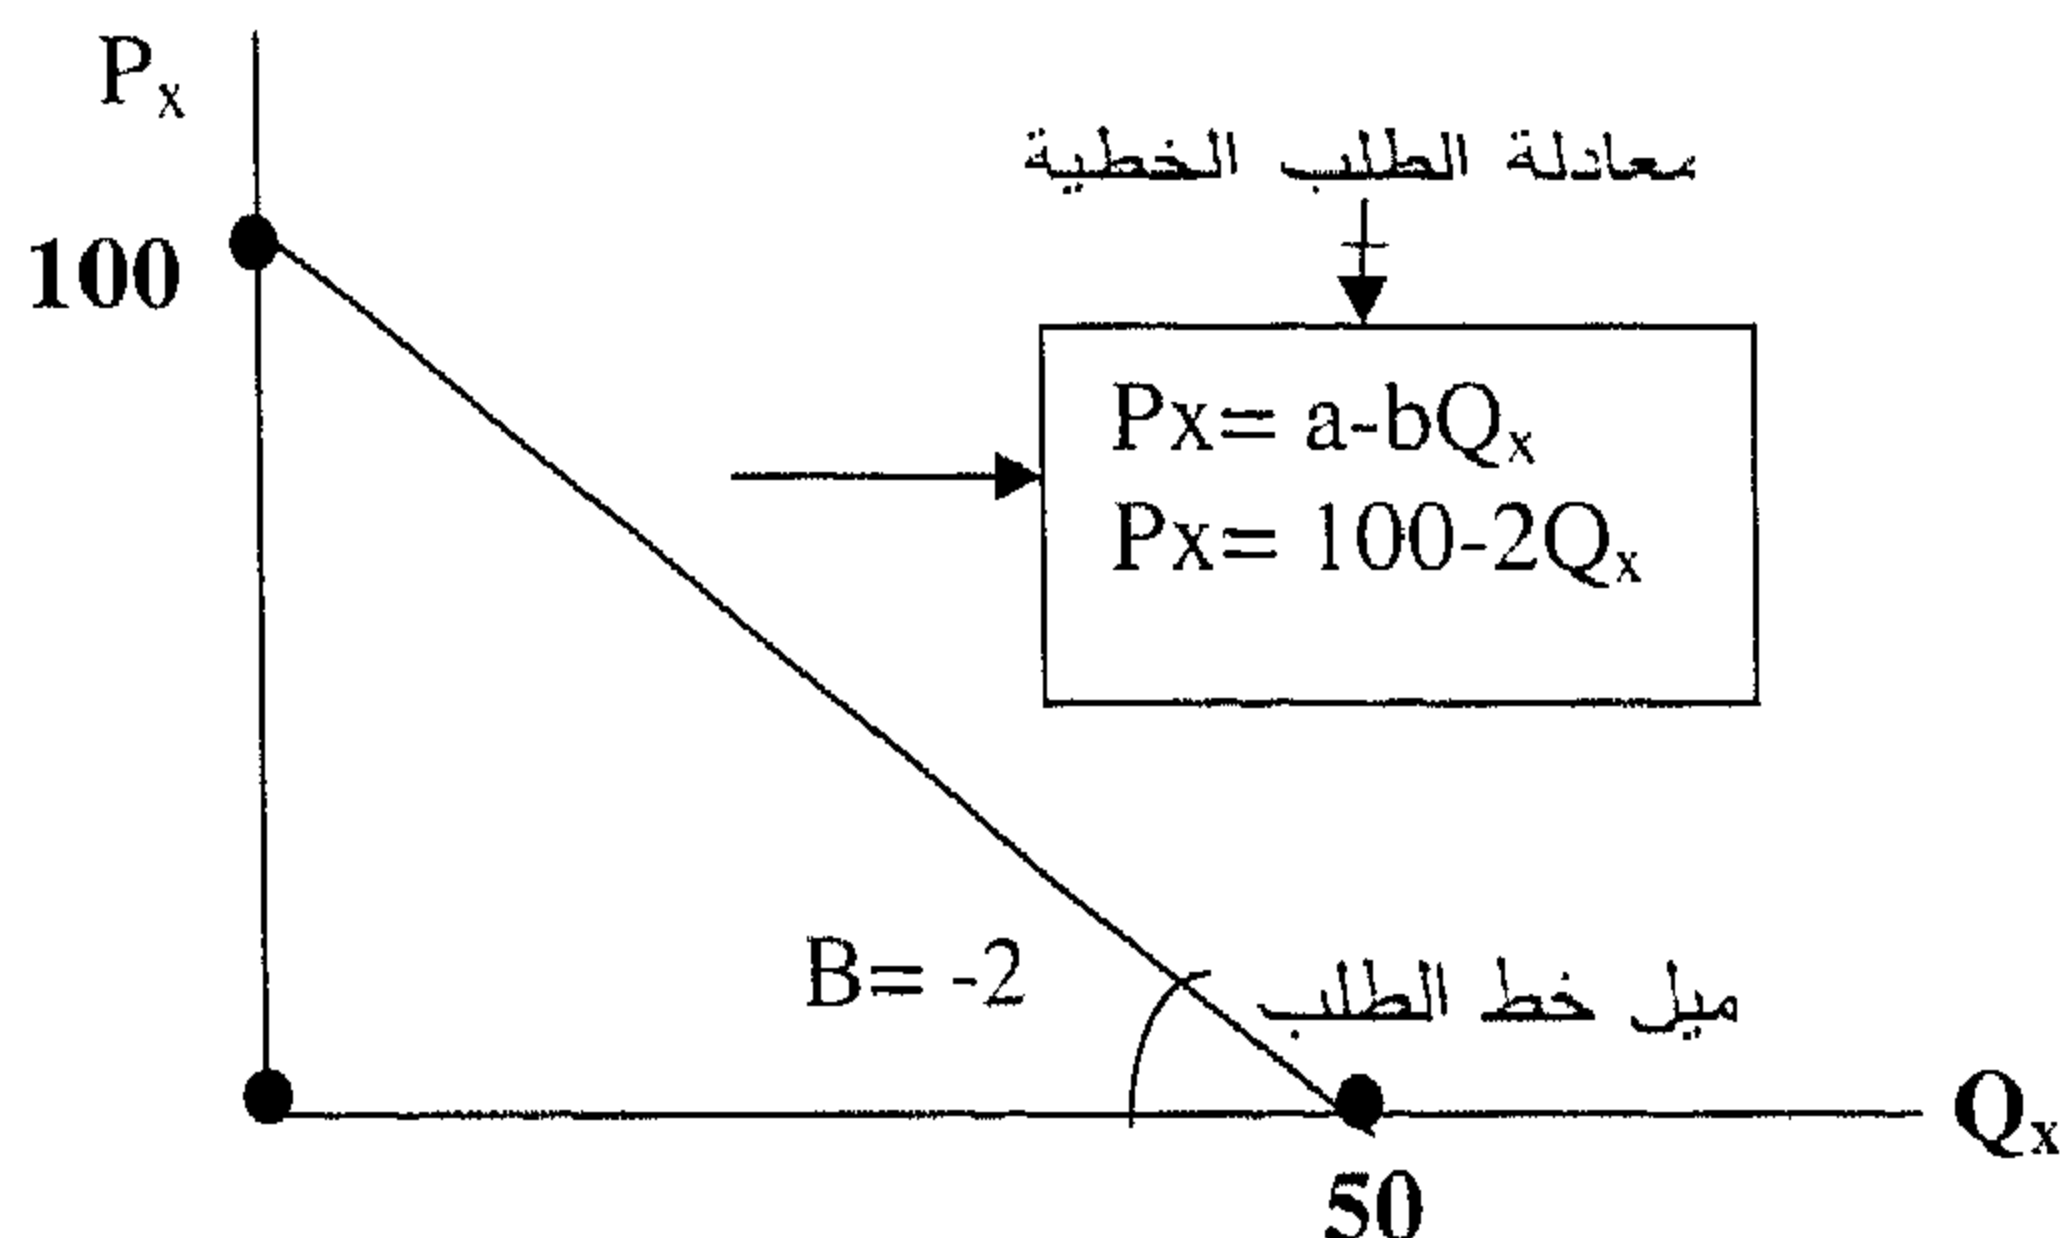 Pₓ
معادلة الطلب الخطية
100
Px= a-bQₓ
Px= 100-2Qₓ
B= -2
ميل خط الطلب
Qₓ
50